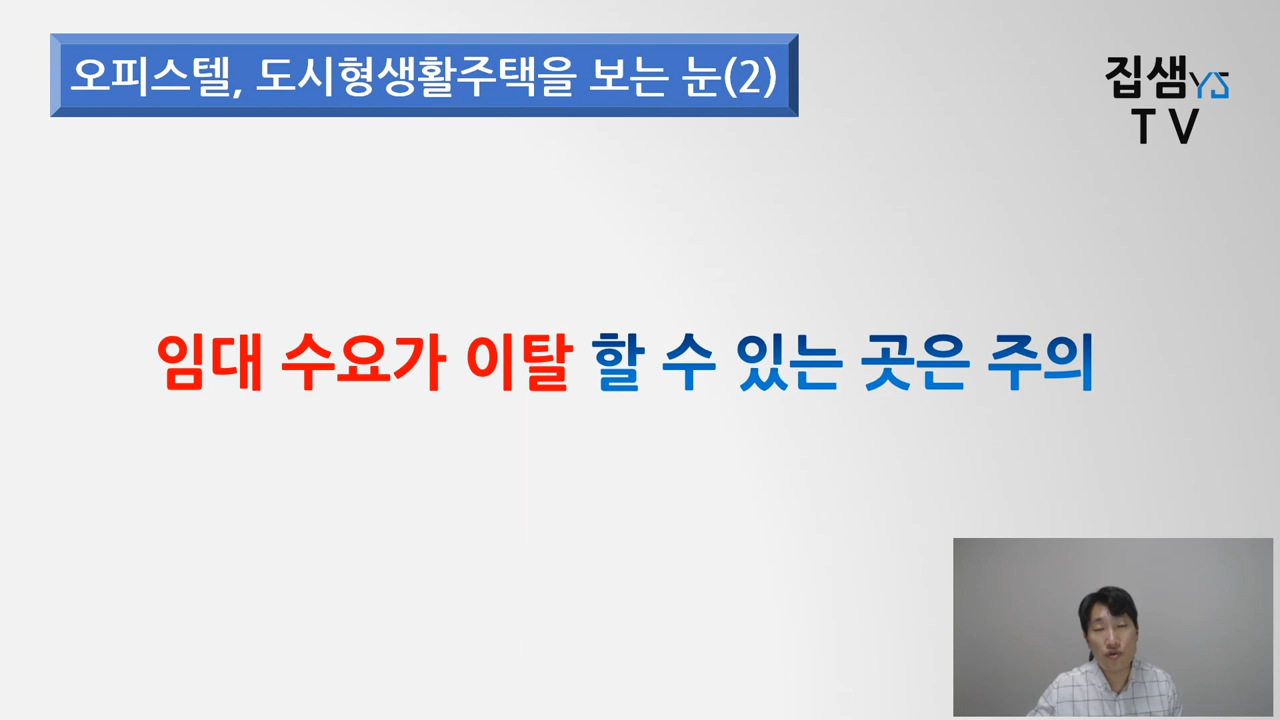 오피스텔, 도시형생활주택을 보는 눈(2)
집샘YS
TV
임대 수요가 이탈 할 수 있는 곳은 주의